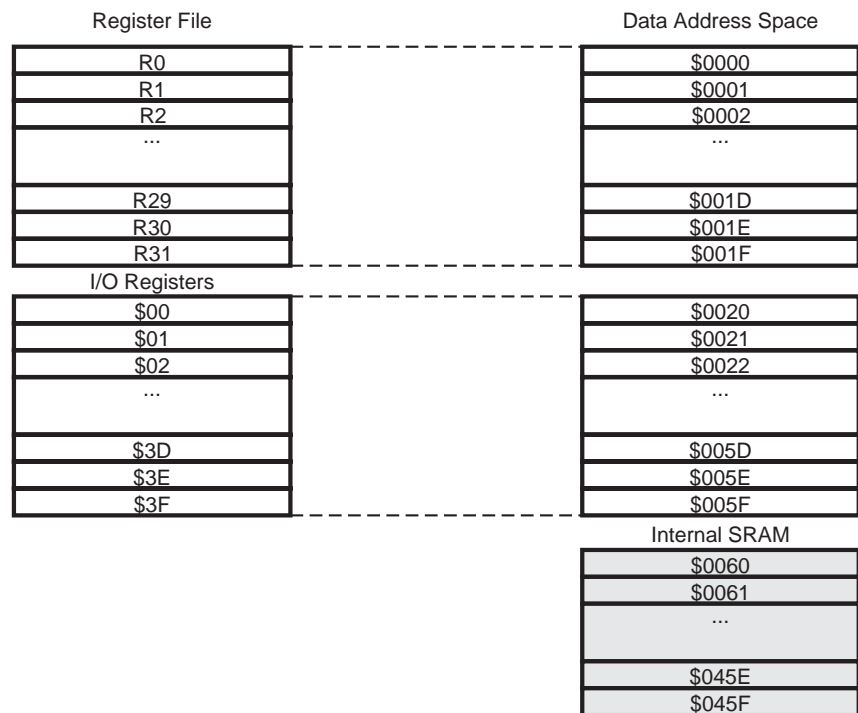 Register File Data Address Space
R0 $0000
R1 $0001
R2 $0002
... ...
R29 $001D
R30 $001E
R31 $001F
I/O Registers
$00 $0020
$01 $0021
$02 $0022
... ...
$3D $005D
$3E $005E
$3F $005F
Internal SRAM
$0060
$0061
...
$045E
$045F